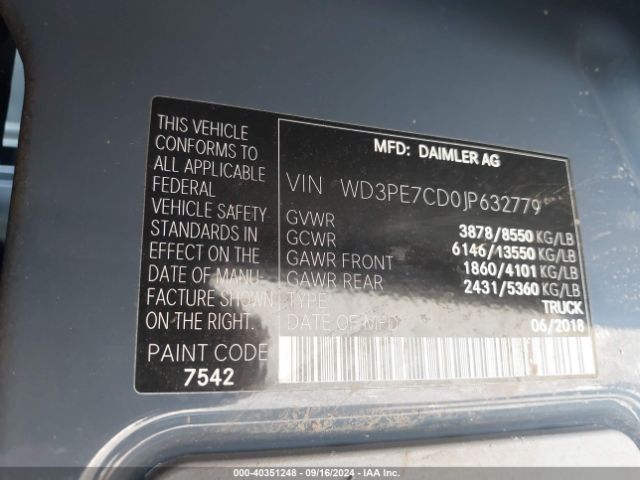 THIS VEHICLE
CONFORMS TO
ALL APPLICABLE
FEDERAL
VEHICLE SAFETY
STANDARDS IN
EFFECT ON THE
DATE OF MANU-
FACTURE SHOWN
ON THE RIGHT.
PAINT CODE
7542
MFD: DAIMLER AG
VIN WD3PE7CD0JP632779
GVWR 3878/8550 KG/LB
GCWR 6146/13550 KG/LB
GAWR FRONT 1860/4101 KG/LB
GAWR REAR 2431/5360 KG/LB
TYPE TRUCK
DATE OF MFD 06/2018
000-40351248 - 09/16/2024 - IAA Inc.